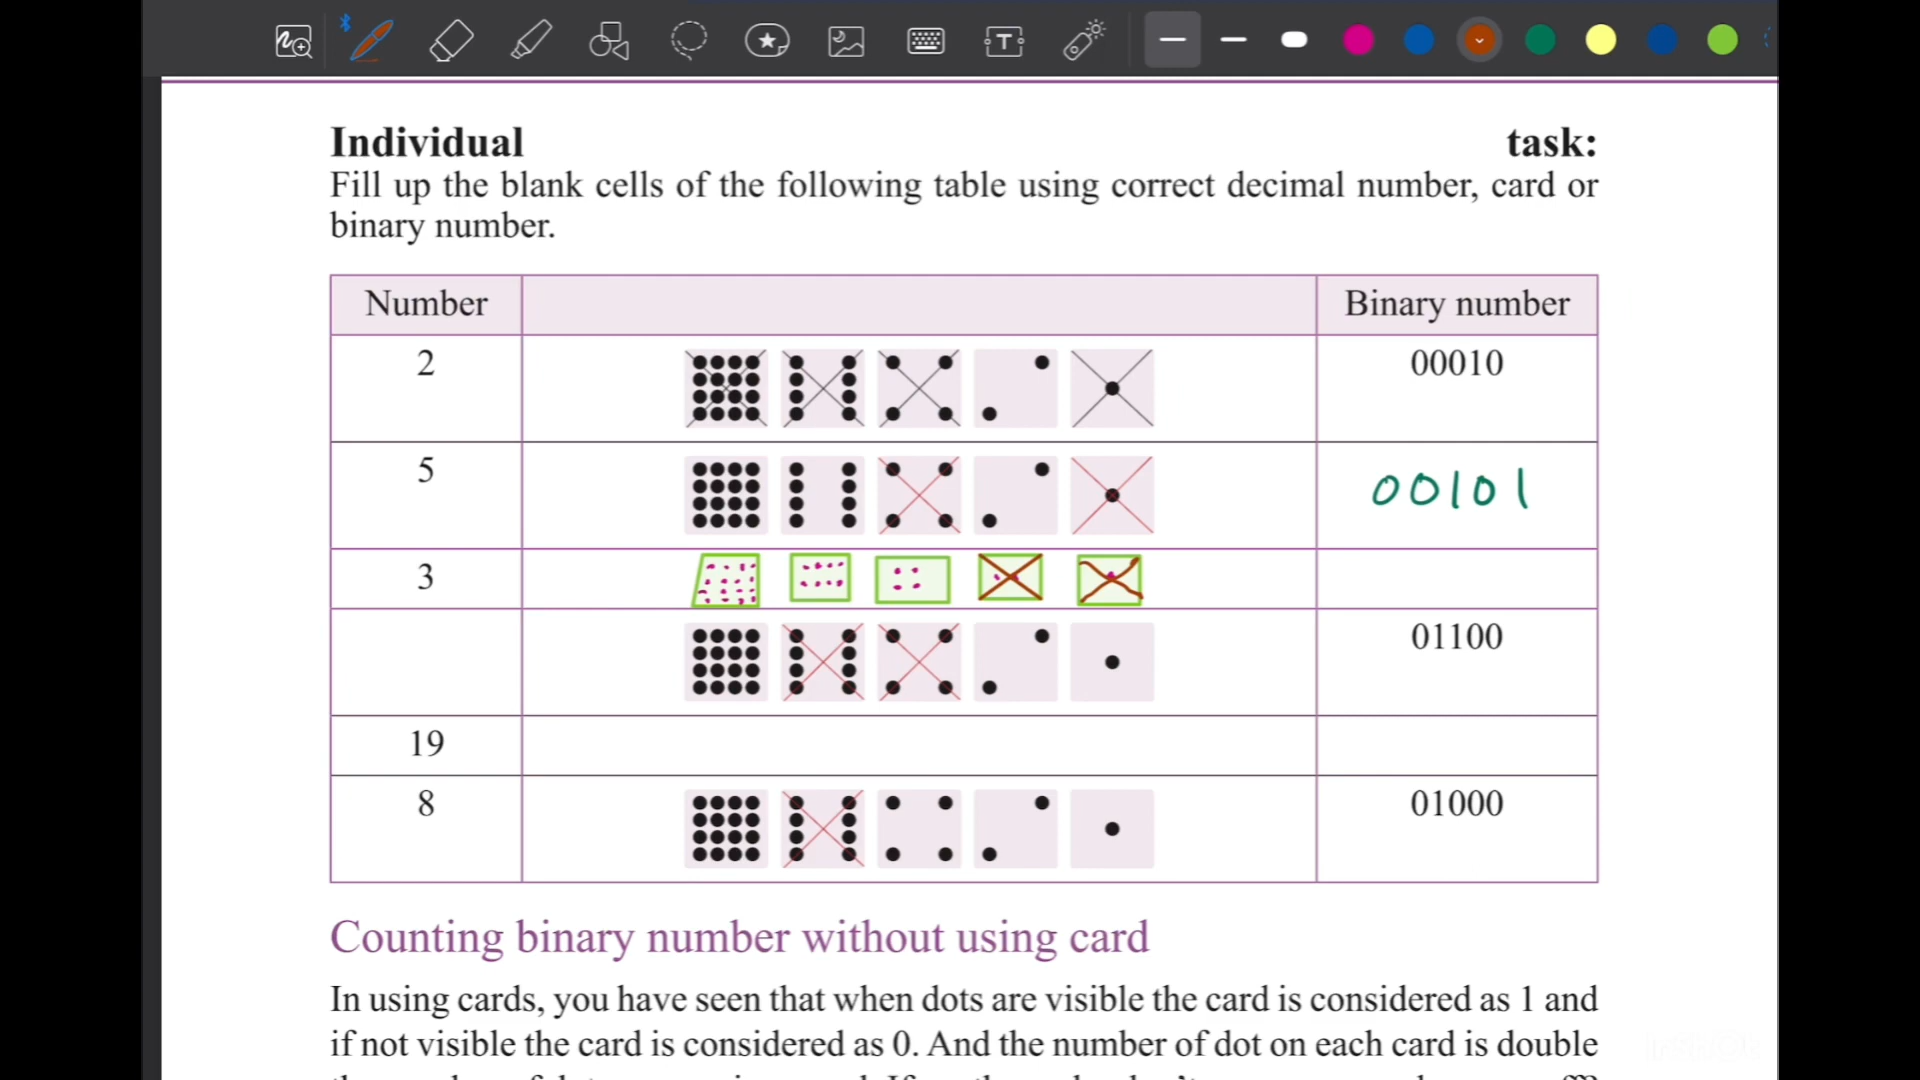 T
Individual task:
Fill up the blank cells of the following table using correct decimal number, card or
binary number.
Number Binary number
2 00010
5 00101
3
01100
19
8 01000
Counting binary number without using card
In using cards, you have seen that when dots are visible the card is considered as 1 and
if not visible the card is considered as 0. And the number of dot on each card is double